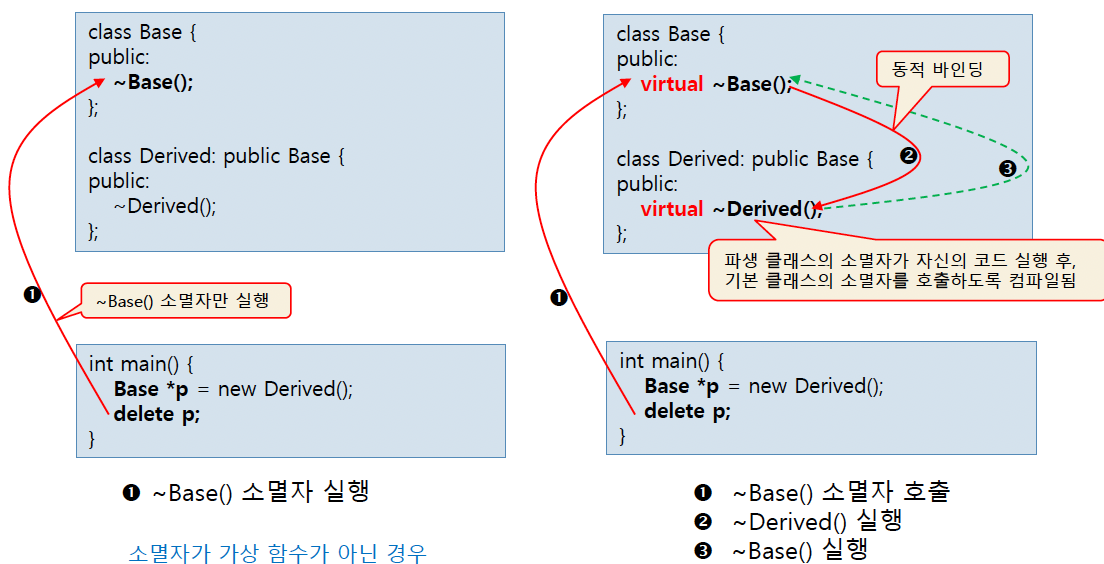 class Base {
public:
~Base();
};
class Derived: public Base {
public:
~Derived();
};
❶
~Base() 소멸자만 실행
int main() {
Base *p = new Derived();
delete p;
}
❶ ~Base() 소멸자 실행
소멸자가 가상 함수가 아닌 경우
class Base {
public:
virtual ~Base();
};
동적 바인딩
class Derived: public Base {
public:
virtual ~Derived();
};
❷
❸
파생 클래스의 소멸자가 자신의 코드 실행 후,
기본 클래스의 소멸자를 호출하도록 컴파일됨
❶
int main() {
Base *p = new Derived();
delete p;
}
❶ ~Base() 소멸자 호출
❷ ~Derived() 실행
❸ ~Base() 실행